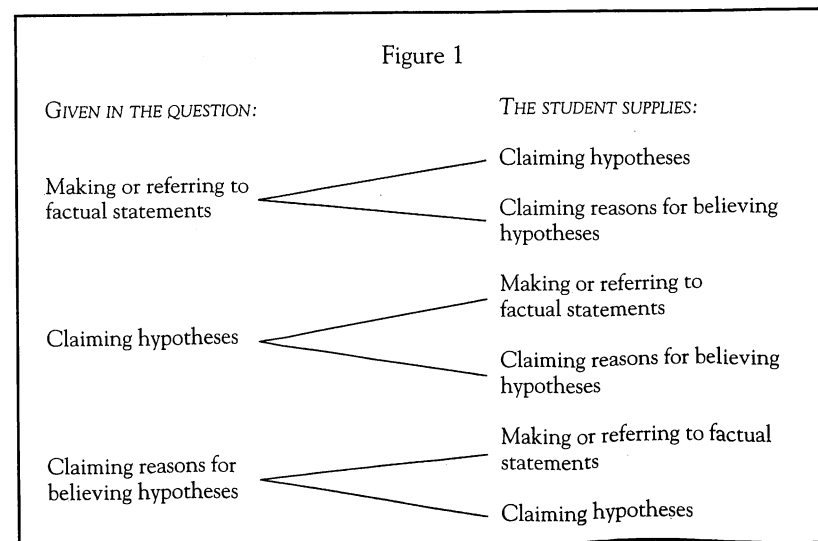 Figure 1
GIVEN IN THE QUESTION:
THE STUDENT SUPPLIES:
Making or referring to
factual statements
Claiming hypotheses
Claiming reasons for believing
hypotheses
Claiming hypotheses
Making or referring to
factual statements
Claiming reasons for believing
hypotheses
Claiming reasons for
believing hypotheses
Making or referring to factual
statements
Claiming hypotheses